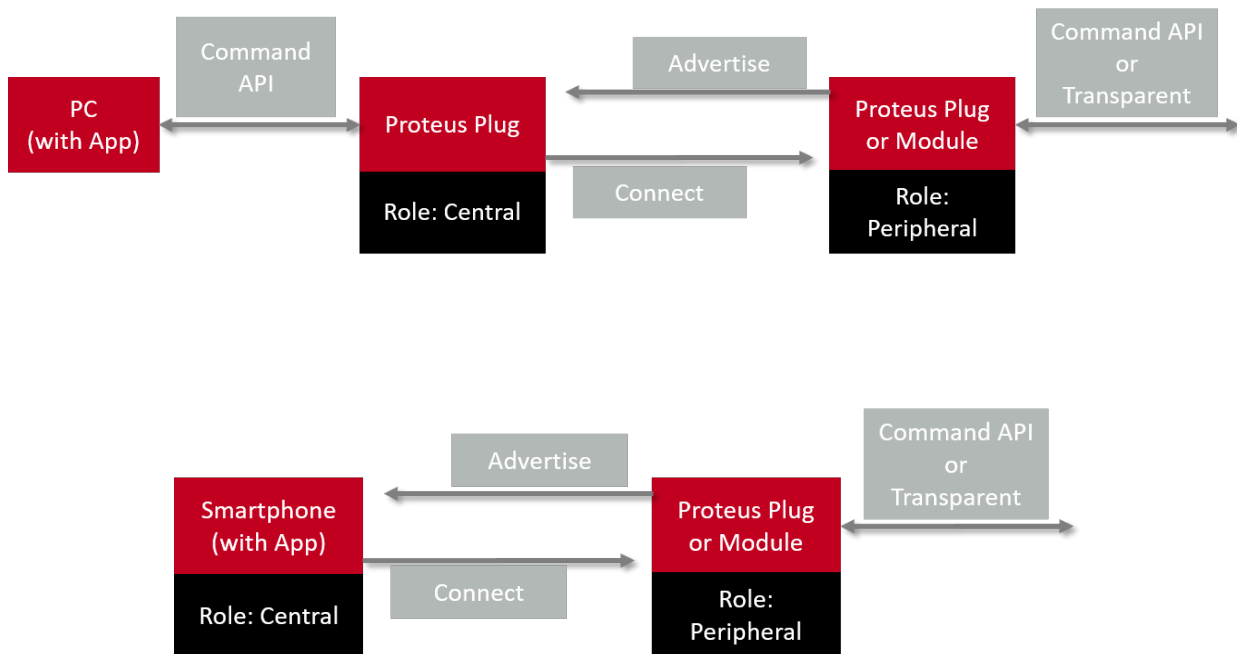 Command
API
Advertise
Command API
or
Transparent
PC
(with App)
Proteus Plug
Proteus Plug
or Module
Connect
Role: Central
Role:
Peripheral
Command API
or
Transparent
Advertise
Smartphone
(with App)
Proteus Plug
or Module
Connect
Role: Central
Role:
Peripheral